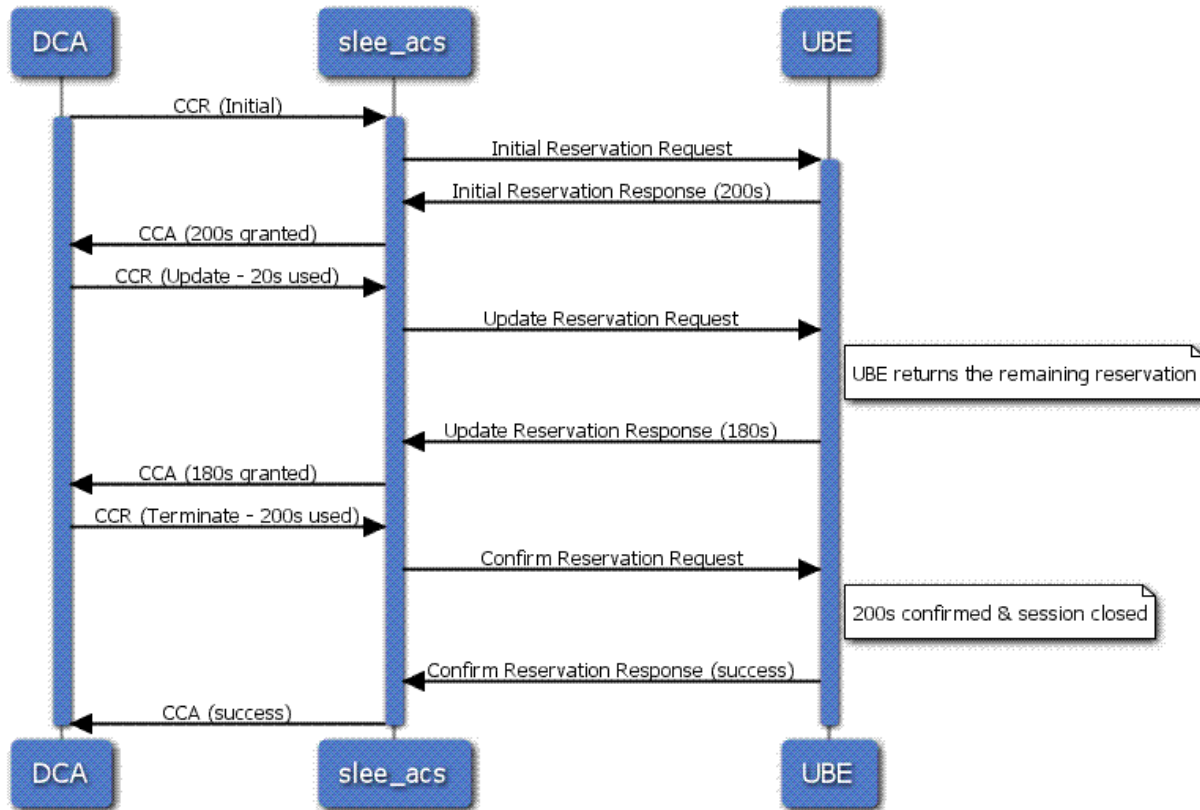 DCA
slee_acs
UBE
CCR (Initial)
Initial Reservation Request
Initial Reservation Response (200s)
CCA (200s granted)
CCR (Update - 20s used)
Update Reservation Request
UBE returns the remaining reservation
Update Reservation Response (180s)
CCA (180s granted)
CCR (Terminate - 200s used)
Confirm Reservation Request
200s confirmed & session closed
Confirm Reservation Response (success)
CCA (success)
DCA
slee_acs
UBE